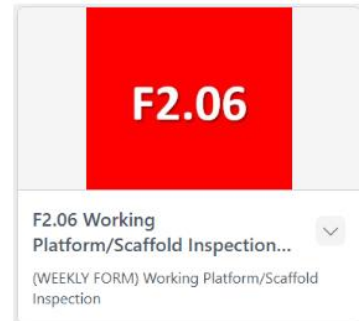 F2.06
F2.06 Working
Platform/Scaffold Inspection...
(WEEKLY FORM) Working Platform/Scaffold
Inspection